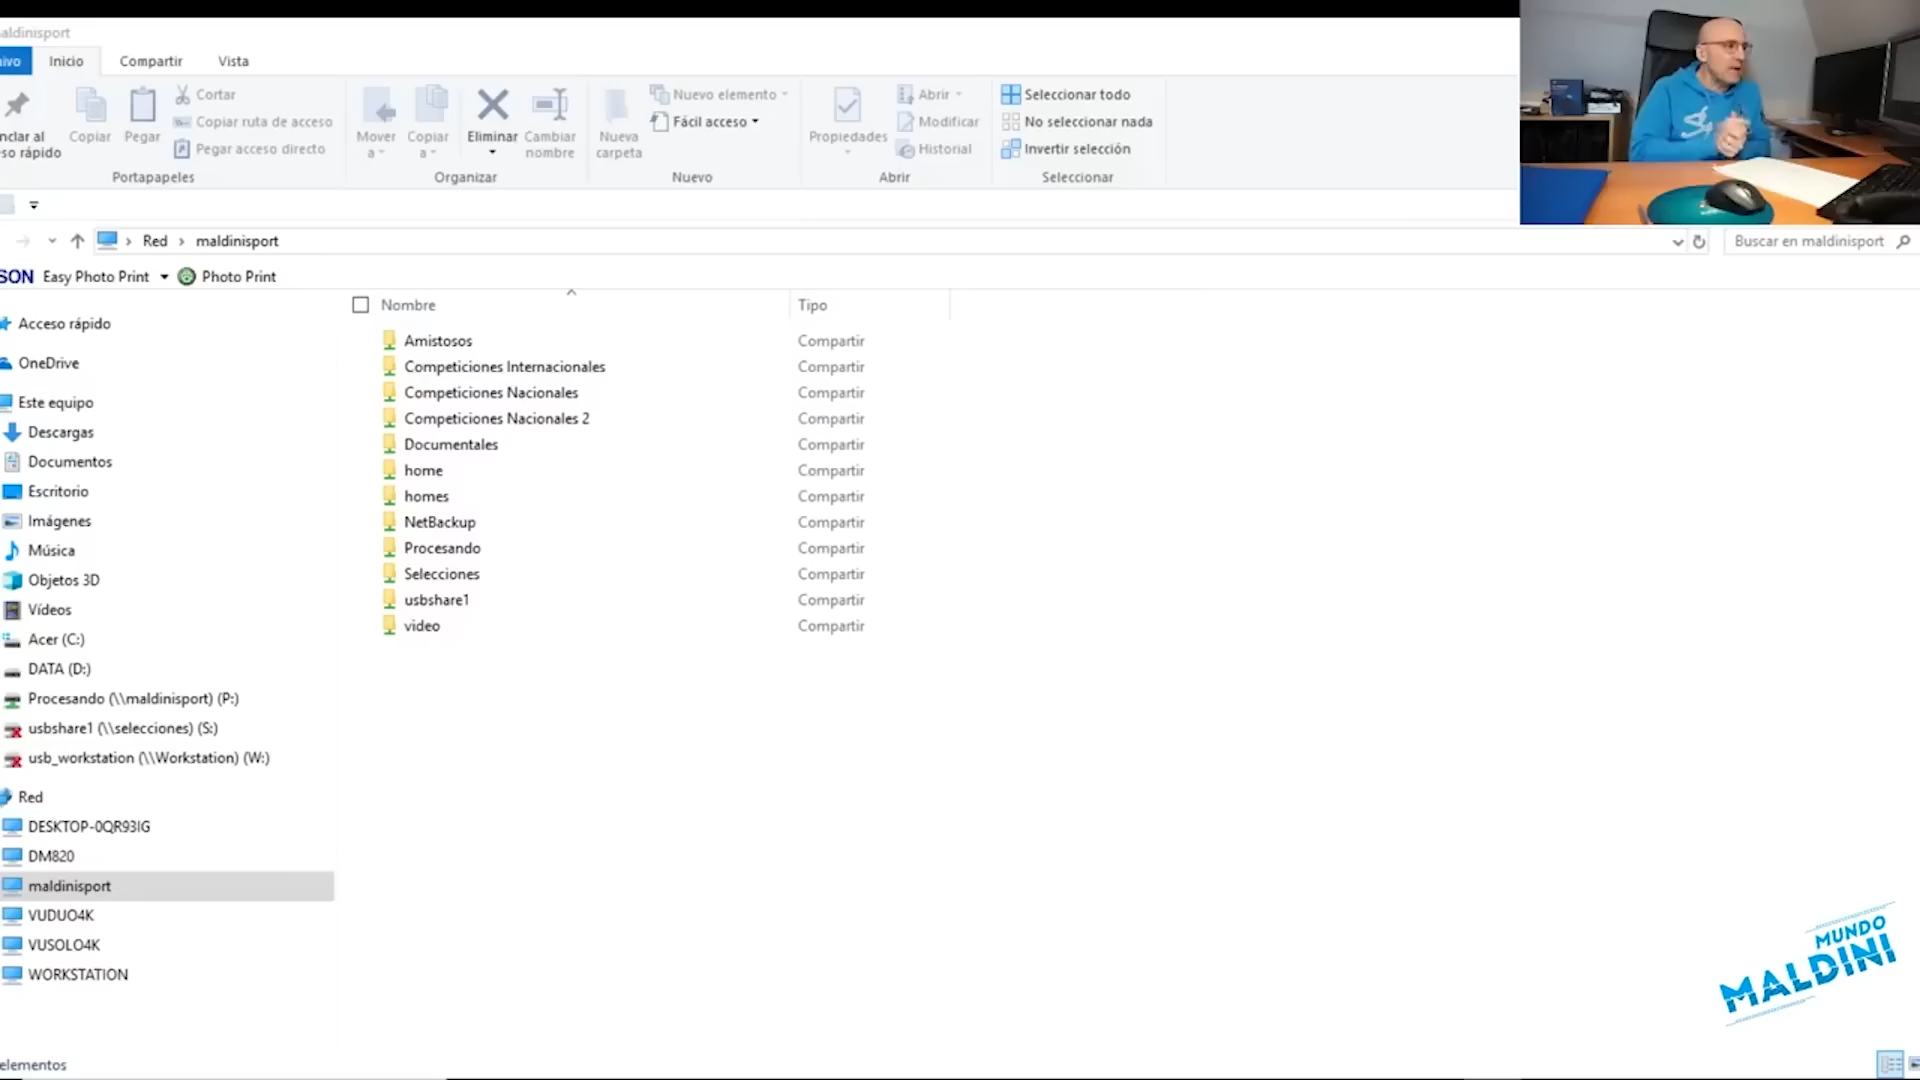 aldinisport
ivo Inicio Compartir Vista
nclar al
so rápido
Copiar
Pegar
Cortar
Copiar ruta de acceso
Pegar acceso directo
Portapapeles
Mover
a
Copiar
a
Eliminar
Cambiar
nombre
Organizar
Nueva
carpeta
Nuevo elemento
Fácil acceso
Nuevo
Propiedades
Abrir
Modificar
Historial
Abrir
Seleccionar todo
No seleccionar nada
Invertir selección
Seleccionar
Red › maldinisport
Buscar en maldinisport
SON Easy Photo Print Photo Print
Acceso rápido
OneDrive
Este equipo
Descargas
Documentos
Escritorio
Imágenes
Música
Objetos 3D
Vídeos
Acer (C:)
DATA (D:)
Procesando (\\maldinisport) (P:)
usbshare1 (\\selecciones) (S:)
usb_workstation (\\Workstation) (W:)
Red
DESKTOP-0QR93IG
DM820
maldinisport
VUDUO4K
VUSOLO4K
WORKSTATION
Nombre Tipo
Amistosos Compartir
Competiciones Internacionales Compartir
Competiciones Nacionales Compartir
Competiciones Nacionales 2 Compartir
Documentales Compartir
home Compartir
homes Compartir
NetBackup Compartir
Procesando Compartir
Selecciones Compartir
usbshare1 Compartir
video Compartir
MUNDO
MALDINI
elementos